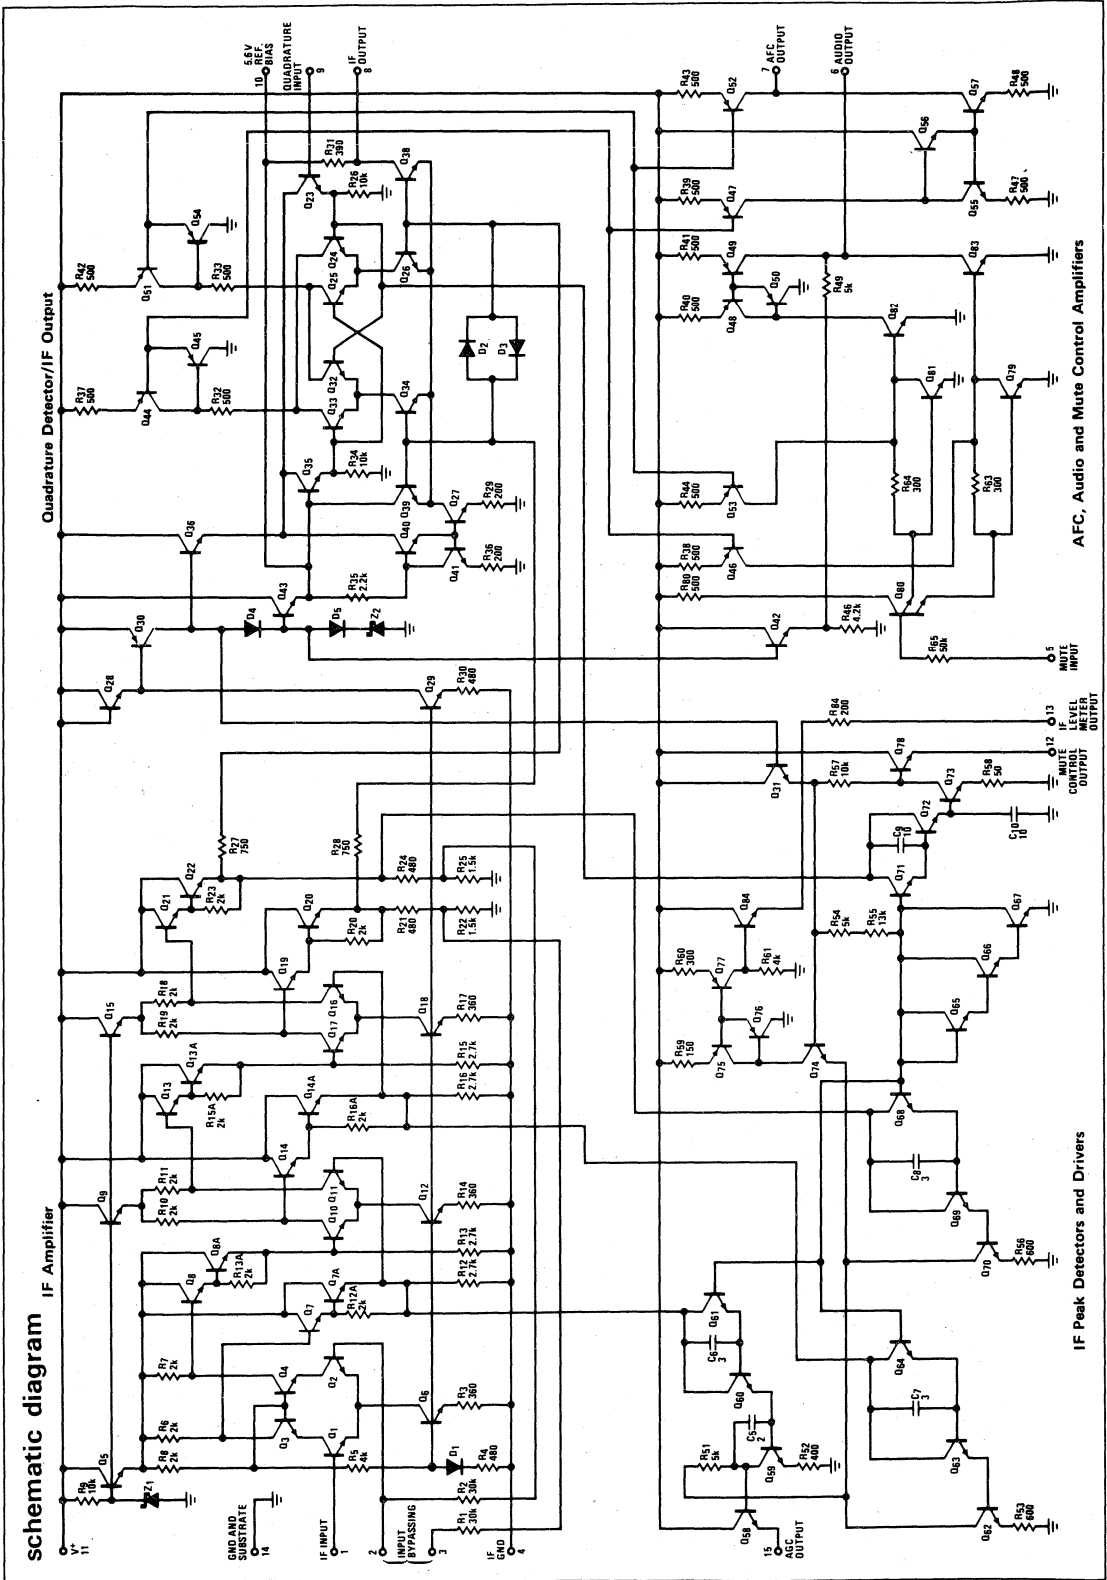 schematic diagram
IF Amplifier
Quadrature Detector/IF Output
V+
11
R9
10k
Z1
Q5
R8
2k
R6
2k
R7
2k
Q3
Q4
Q1
Q2
R5
4k
Q6
R3
360
D1
R4
480
R2
30k
R1
30k
GND AND
SUBSTRATE
14
IF INPUT
1
2
INPUT
BYPASSING
3
IF
GND
4
Q8
Q8A
R13A
2k
Q7
Q7A
R12A
2k
R13
2.7k
R12
2.7k
Q9
R10
2k
R11
2k
Q10
Q11
Q12
R14
360
Q13
Q13A
R15A
2k
Q14
Q14A
R16A
2k
R15
2.7k
R16
2.7k
Q15
R19
2k
R18
2k
Q17
Q16
Q18
R17
360
Q21
Q22
R23
2k
Q19
Q20
R20
2k
R21
480
R22
1.5k
R24
480
R25
1.5k
R27
750
R28
750
Q28
Q29
R30
480
Q30
Q36
D4
Q43
D5
Z2
R35
2.2k
Q40
Q39
Q41
Q27
R36
200
R29
200
Q35
R34
10k
Q33
Q32
Q34
Q25
Q24
Q26
Q38
D2
D3
R37
500
Q44
Q45
R32
500
R42
500
Q51
Q54
R33
500
Q23
R26
10k
R31
390
5.6V
REF.
BIAS
10
QUADRATURE
INPUT
9
IF
OUTPUT
8
R51
5k
C5
2
Q59
R52
400
Q58
15
AGC
OUTPUT
Q60
C6
3
Q61
Q62
R53
600
Q63
C7
3
Q64
Q70
R56
600
Q69
C8
3
Q68
Q65
Q66
Q67
R59
150
Q75
Q76
Q74
R60
300
Q77
R61
4k
Q84
R54
5k
R55
13k
Q71
C9
10
Q72
C10
10
Q73
R58
50
R57
10k
Q31
Q78
R84
200
12
MUTE
CONTROL
OUTPUT
13
IF
LEVEL
METER
OUTPUT
5
MUTE
INPUT
R65
50k
Q42
R46
4.2k
R80
500
Q80
R38
500
Q46
R44
500
Q53
R64
300
R63
300
Q81
Q79
Q82
Q83
R40
500
Q48
R41
500
Q49
Q50
R49
5k
R39
500
Q47
R43
500
Q52
Q56
Q55
Q57
R47
500
R48
500
7
AFC
OUTPUT
6
AUDIO
OUTPUT
IF Peak Detectors and Drivers
AFC, Audio and Mute Control Amplifiers